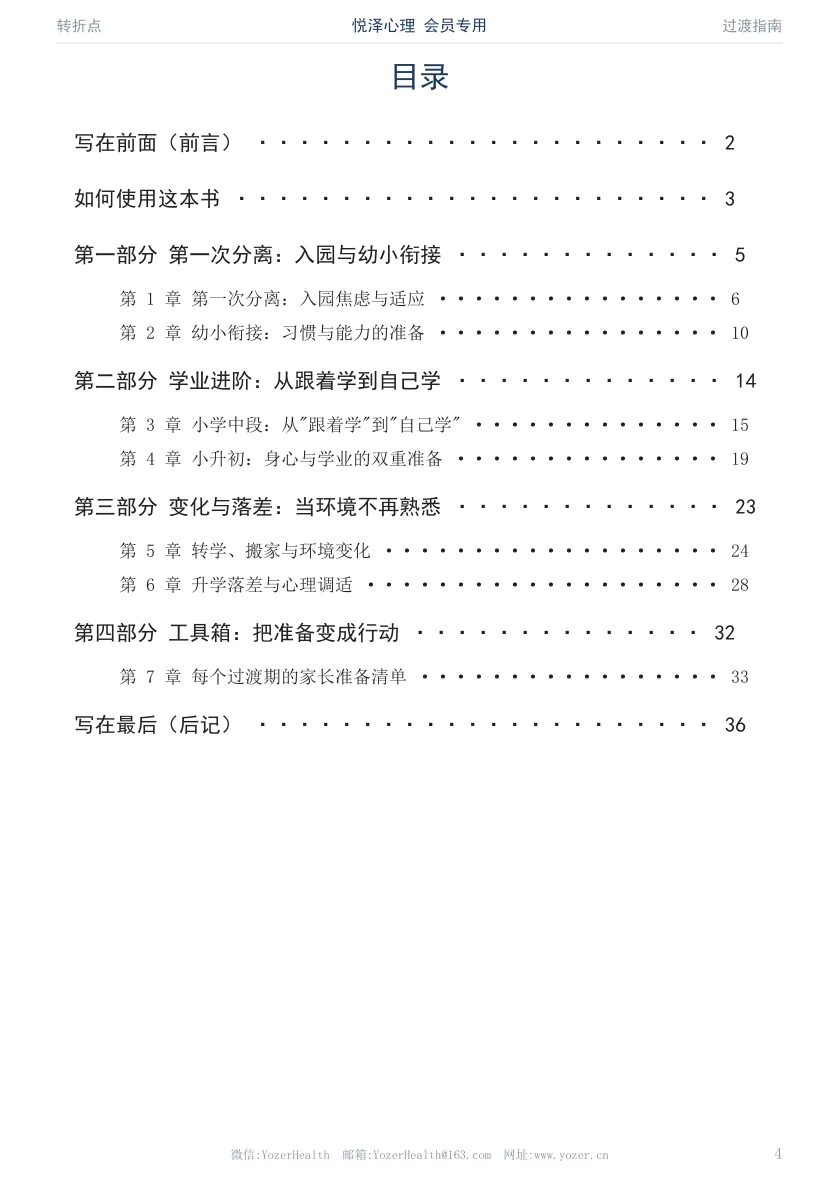 转折点 悦泽心理 会员专用 过渡指南
目录
写在前面（前言） · · · · · · · · · · · · · · · · · · · · · · 2
如何使用这本书 · · · · · · · · · · · · · · · · · · · · · · · 3
第一部分 第一次分离：入园与幼小衔接 · · · · · · · · · · · · · 5
第 1 章 第一次分离：入园焦虑与适应 · · · · · · · · · · · · · · · · 6
第 2 章 幼小衔接：习惯与能力的准备 · · · · · · · · · · · · · · · · 10
第二部分 学业进阶：从跟着学到自己学 · · · · · · · · · · · · · 14
第 3 章 小学中段：从"跟着学"到"自己学" · · · · · · · · · · · · · · 15
第 4 章 小升初：身心与学业的双重准备 · · · · · · · · · · · · · · · 19
第三部分 变化与落差：当环境不再熟悉 · · · · · · · · · · · · · 23
第 5 章 转学、搬家与环境变化 · · · · · · · · · · · · · · · · · · · 24
第 6 章 升学落差与心理调适 · · · · · · · · · · · · · · · · · · · · 28
第四部分 工具箱：把准备变成行动 · · · · · · · · · · · · · · 32
第 7 章 每个过渡期的家长准备清单 · · · · · · · · · · · · · · · · · 33
写在最后（后记） · · · · · · · · · · · · · · · · · · · · · · 36
微信:YozerHealth 邮箱:YozerHealth@163.com 网址:www.yozer.cn 4